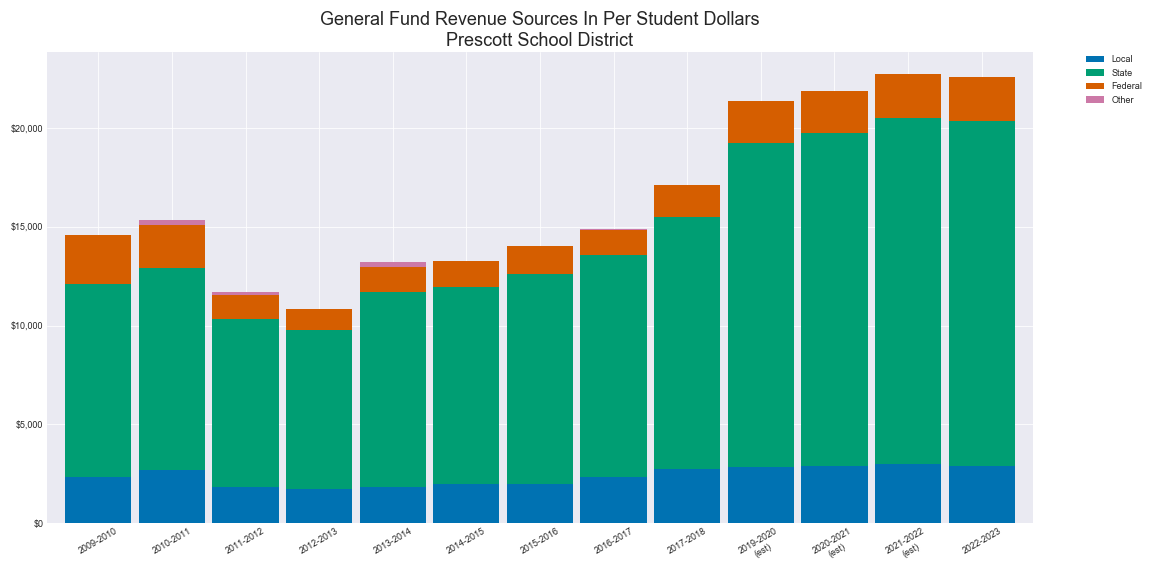 General Fund Revenue Sources In Per Student Dollars
Prescott School District
Local
State
Federal
Other
$20,000
$15,000
$10,000
$5,000
$0
2009-2010
2010-2011
2011-2012
2012-2013
2013-2014
2014-2015
2015-2016
2016-2017
2017-2018
2019-2020
(est)
2020-2021
(est)
2021-2022
(est)
2022-2023